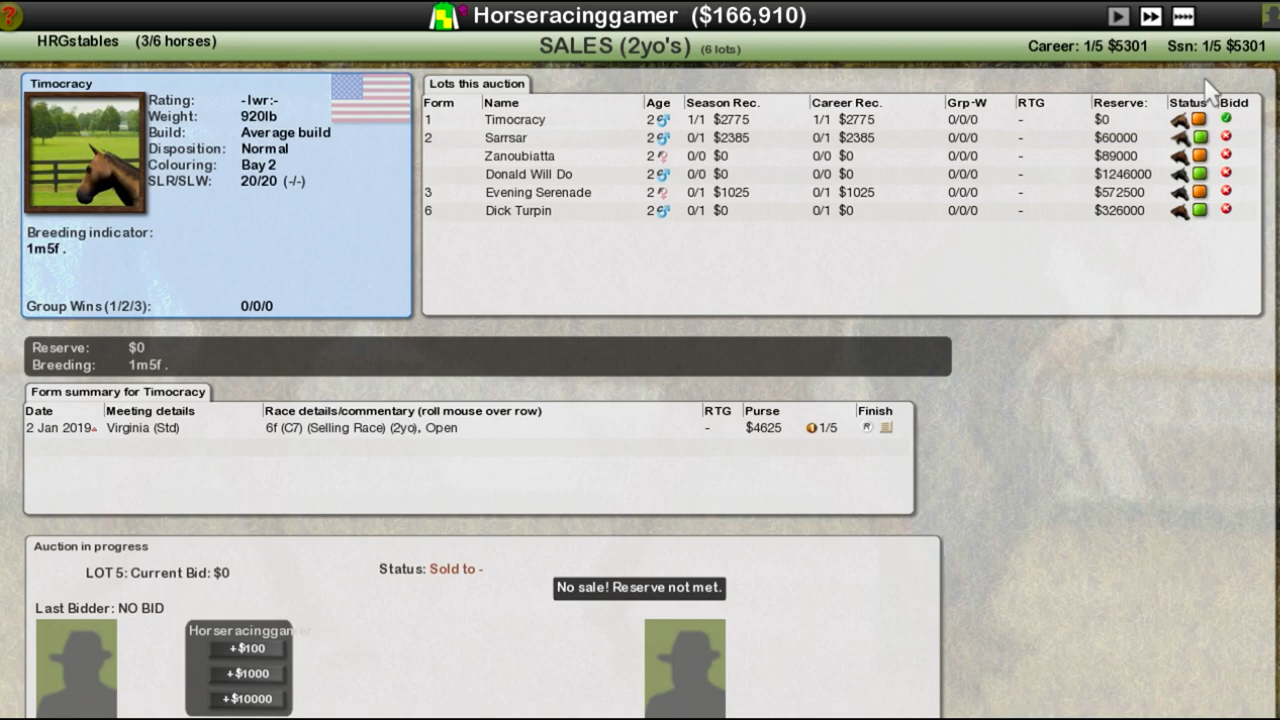 ? Horseracinggamer ($166,910)
HRGstables (3/6 horses) SALES (2yo's) (6 lots) Career: 1/5 $5301 Ssn: 1/5 $5301
Timocracy
Rating: -lwr:-
Weight: 920lb
Build: Average build
Disposition: Normal
Colouring: Bay 2
SLR/SLW: 20/20 (-/-)
Breeding indicator:
1m5f .
Group Wins (1/2/3): 0/0/0
Lots this auction
Form Name Age Season Rec. Career Rec. Grp-W RTG Reserve: Status Bidd
1 Timocracy 2 1/1 $2775 1/1 $2775 0/0/0 - $0
2 Sarrsar 2 0/1 $2385 0/1 $2385 0/0/0 - $60000
Zanoubiatta 2 0/0 $0 0/0 $0 0/0/0 - $89000
Donald Will Do 2 0/0 $0 0/0 $0 0/0/0 - $1246000
3 Evening Serenade 2 0/1 $1025 0/1 $1025 0/0/0 - $572500
6 Dick Turpin 2 0/1 $0 0/1 $0 0/0/0 - $326000
Reserve: $0
Breeding: 1m5f .
Form summary for Timocracy
Date Meeting details Race details/commentary (roll mouse over row) RTG Purse Finish
2 Jan 2019 Virginia (Std) 6f (C7) (Selling Race) (2yo), Open - $4625 1 1/5 R
Auction in progress
LOT 5: Current Bid: $0 Status: Sold to -
No sale! Reserve not met.
Last Bidder: NO BID
Horseracinggamer
+$100
+$1000
+$10000